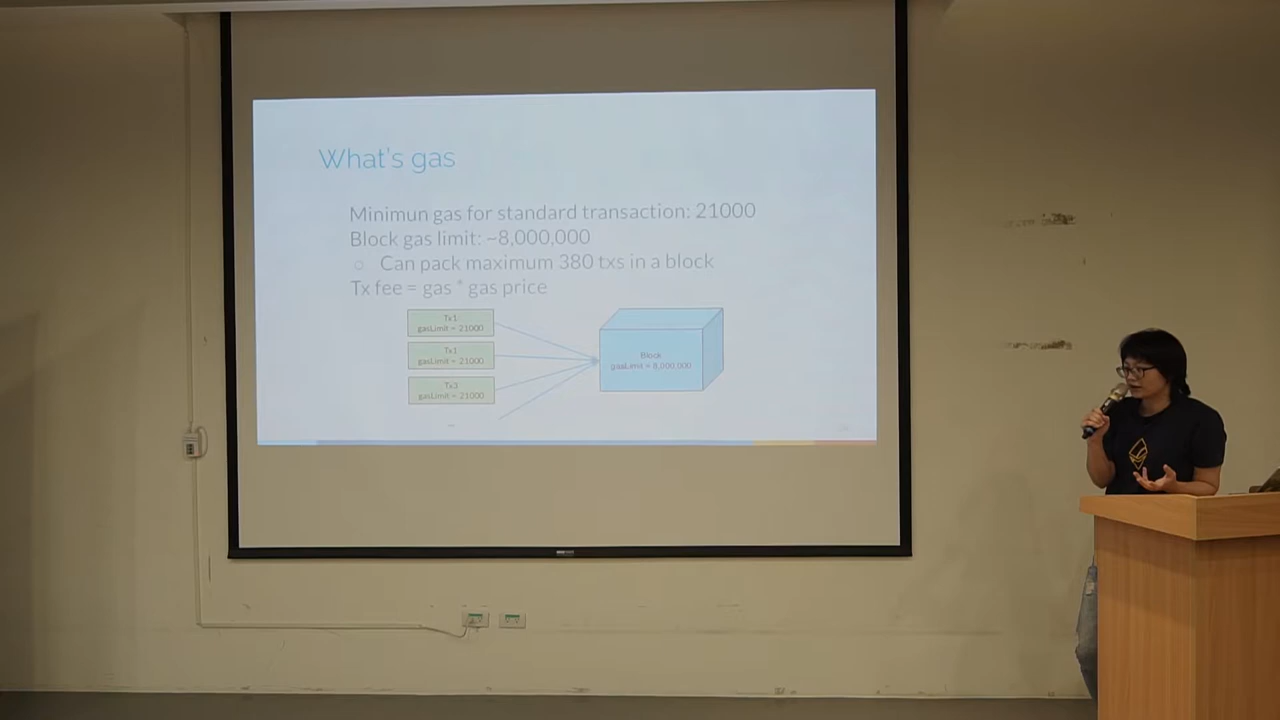 What's gas
Minimun gas for standard transaction: 21000
Block gas limit: ~8,000,000
○ Can pack maximum 380 txs in a block
Tx fee = gas * gas price
Tx1
gasLimit = 21000
Tx1
gasLimit = 21000
Tx3
gasLimit = 21000
...
Block
gasLimit = 8,000,000